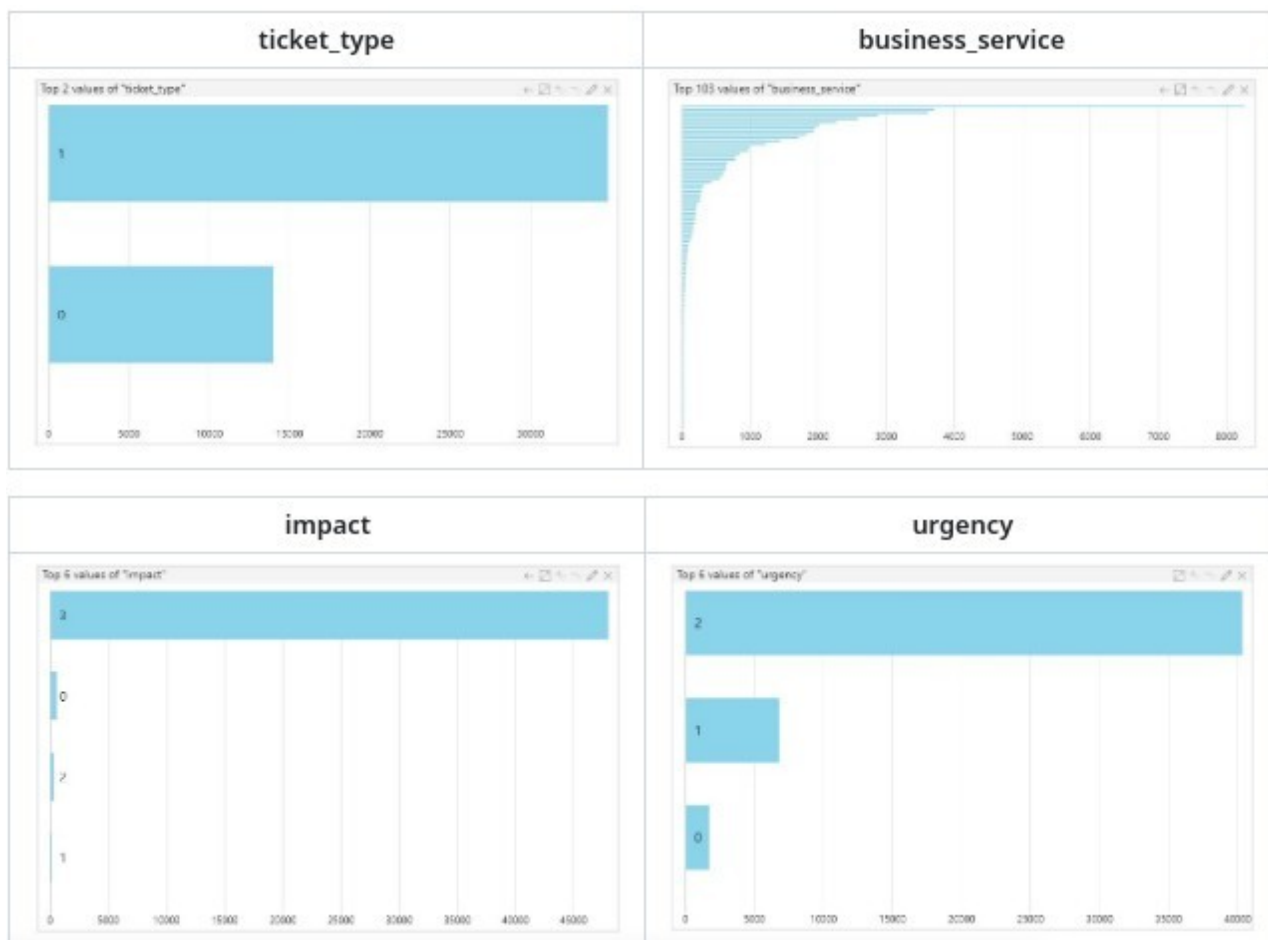 ticket_type
business_service
Top 2 values of "ticket_type"
Top 103 values of "business_service"
1
0
0 5000 10000 15000 20000 25000 30000
0 1000 2000 3000 4000 5000 6000 7000 8000
impact
urgency
Top 6 values of "impact"
Top 6 values of "urgency"
3
0
2
1
0 5000 10000 15000 20000 25000 30000 35000 40000 45000
2
1
0
0 5000 10000 15000 20000 25000 30000 35000 40000